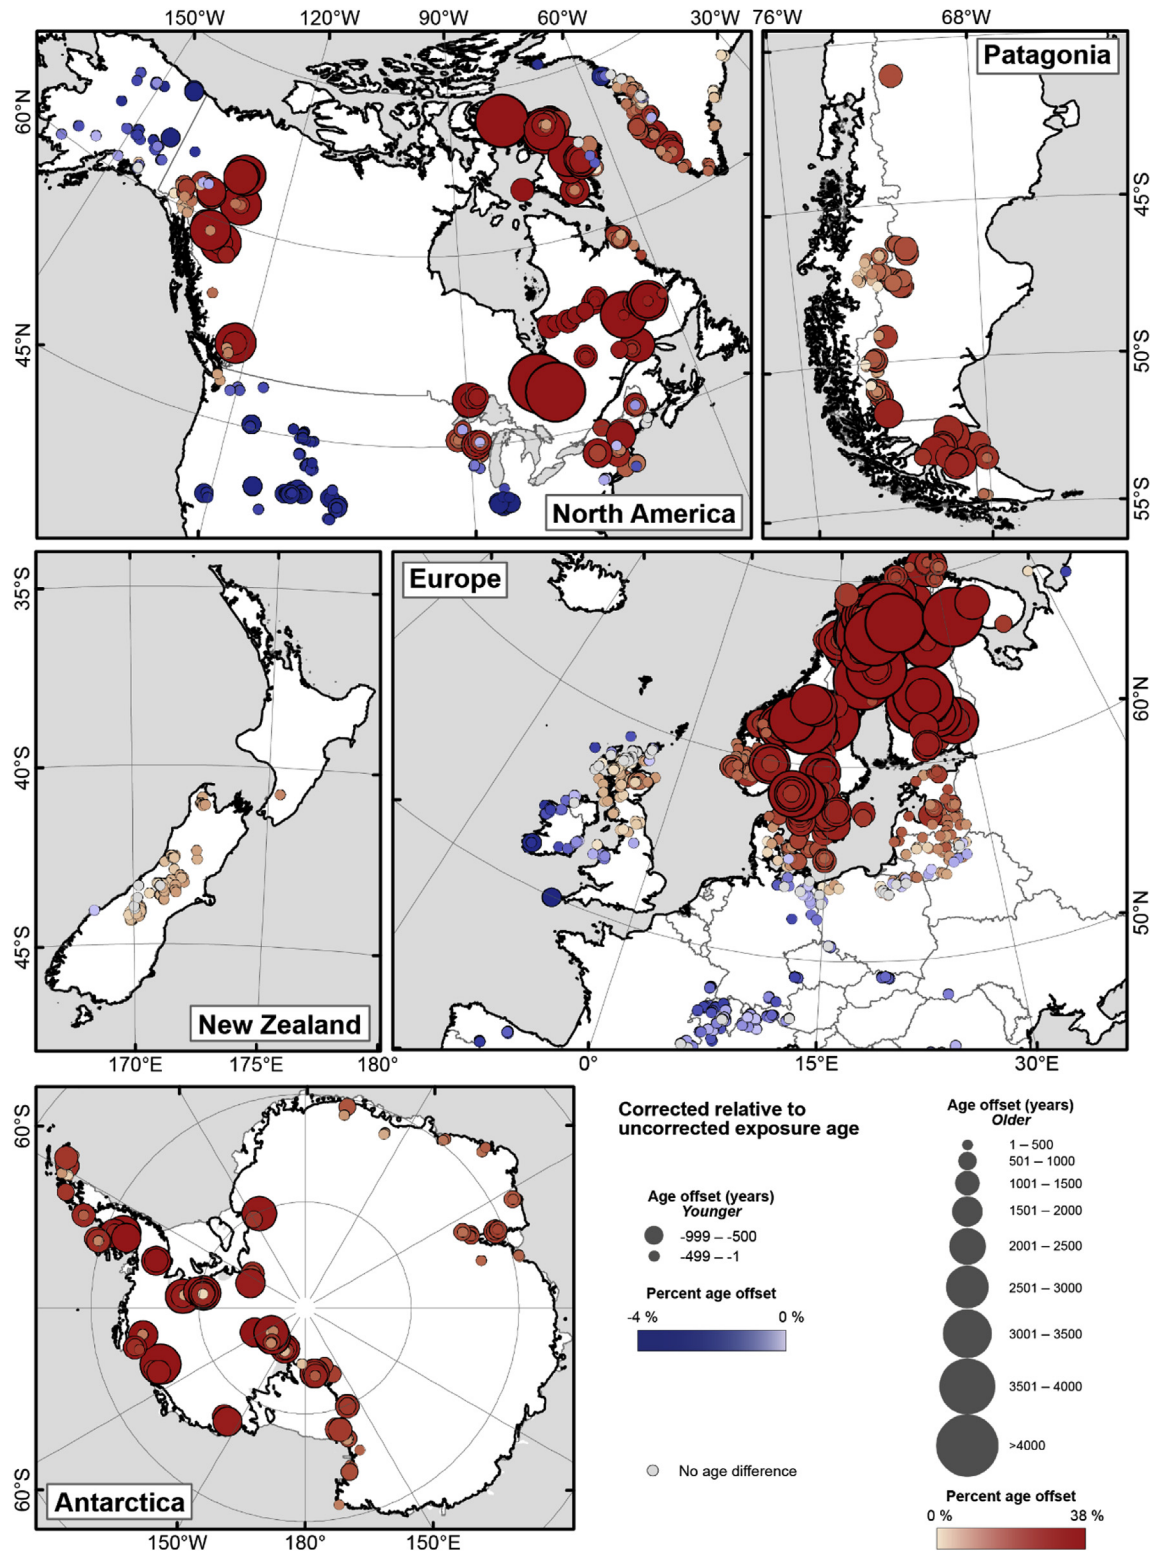 150°W 120°W 90°W 60°W 30°W 76°W 68°W
60°N
45°N
North America
Patagonia
45°S
50°S
55°S
35°S
40°S
45°S
New Zealand
170°E 175°E 180°
Europe
60°N
50°N
0° 15°E 30°E
60°S
60°S
Antarctica
150°W 180° 150°E
Corrected relative to
uncorrected exposure age
Age offset (years)
Younger
-999 – -500
-499 – -1
Percent age offset
-4 % 0 %
No age difference
Age offset (years)
Older
1 – 500
501 – 1000
1001 – 1500
1501 – 2000
2001 – 2500
2501 – 3000
3001 – 3500
3501 – 4000
>4000
Percent age offset
0 % 38 %